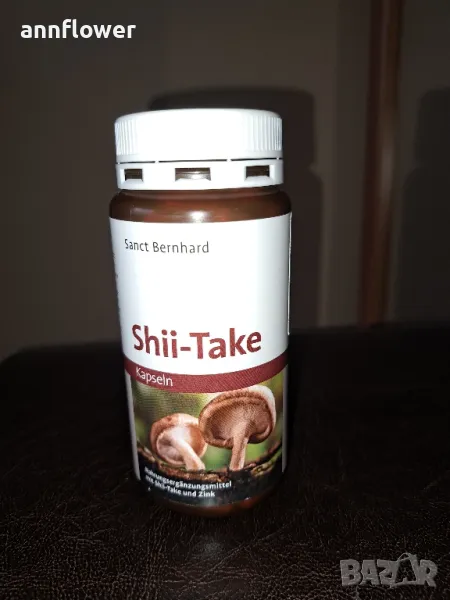 annflower
Sanct Bernhard
Shii-Take
Kapseln
Nahrungsergänzungsmittel
mit Shii-Take und Zink
BAZAR